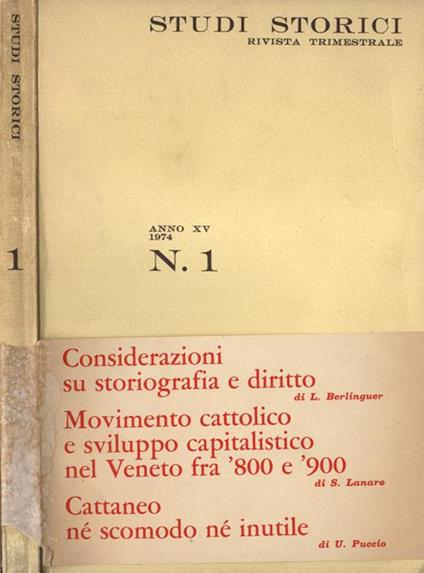 STUDI STORICI
1
STUDI STORICI
RIVISTA TRIMESTRALE
ANNO XV
1974
N. 1
Considerazioni
su storiografia e diritto
di L. Berlinguer
Movimento cattolico
e sviluppo capitalistico
nel Veneto fra '800 e '900
di S. Lanaro
Cattaneo
né scomodo né inutile
di U. Puccio